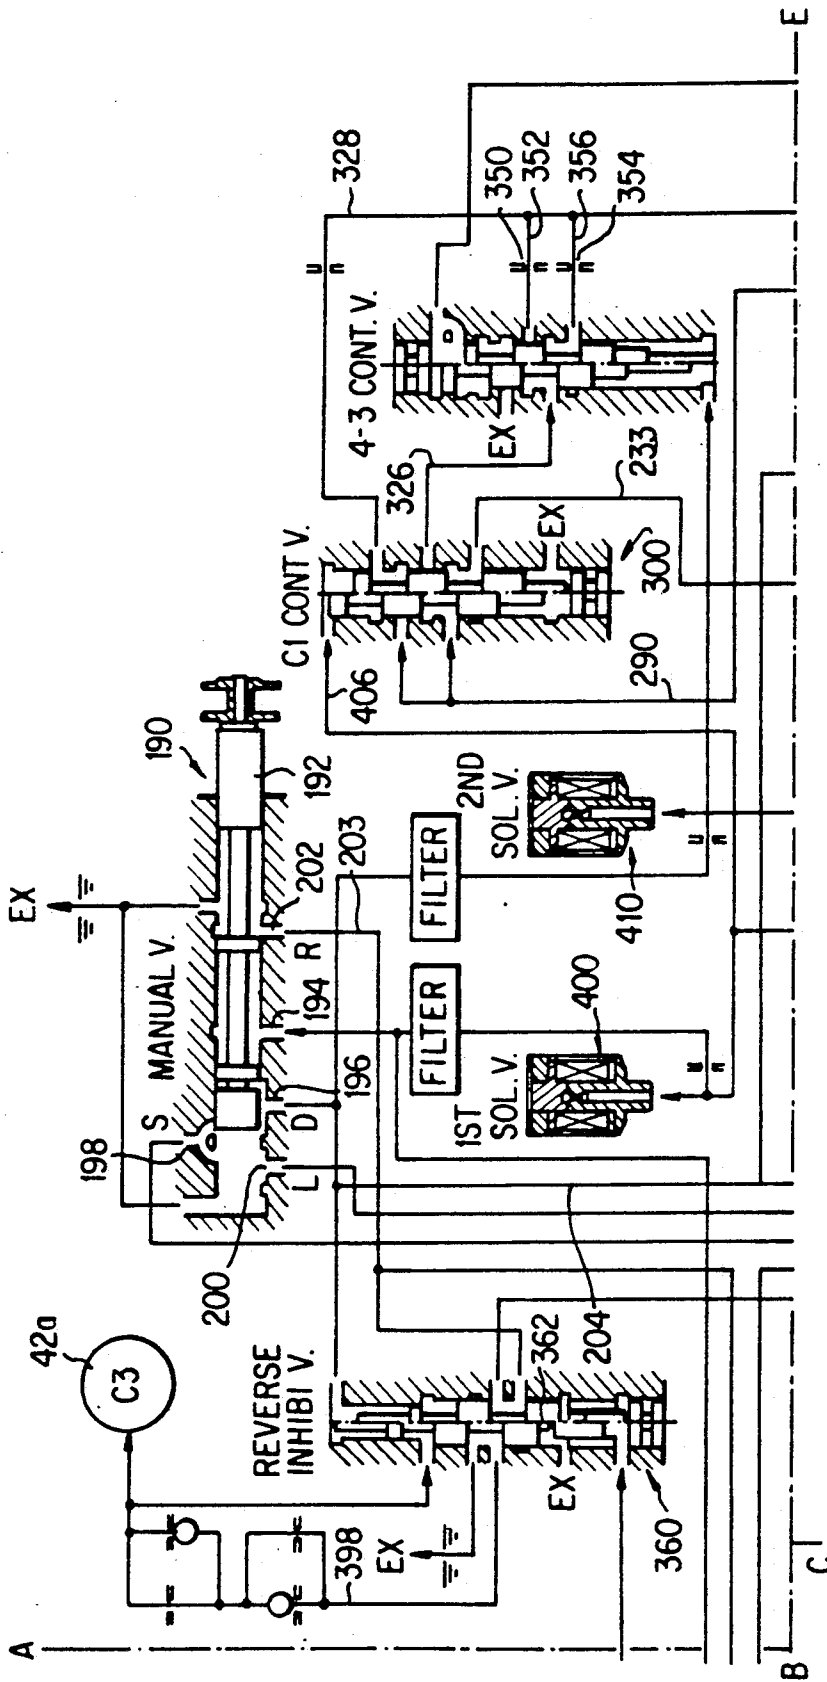 A
42a
C3
398
EX
REVERSE
INHIBI V.
EX
362
360
C
B
198
S
MANUAL V.
EX
190
192
200
L
D
196
194
R
202
203
204
1ST
SOL. V.
400
FILTER
FILTER
2ND
SOL. V.
410
C1 CONT V.
406
290
300
EX
326
233
4-3 CONT. V.
EX
328
350
352
356
354
E